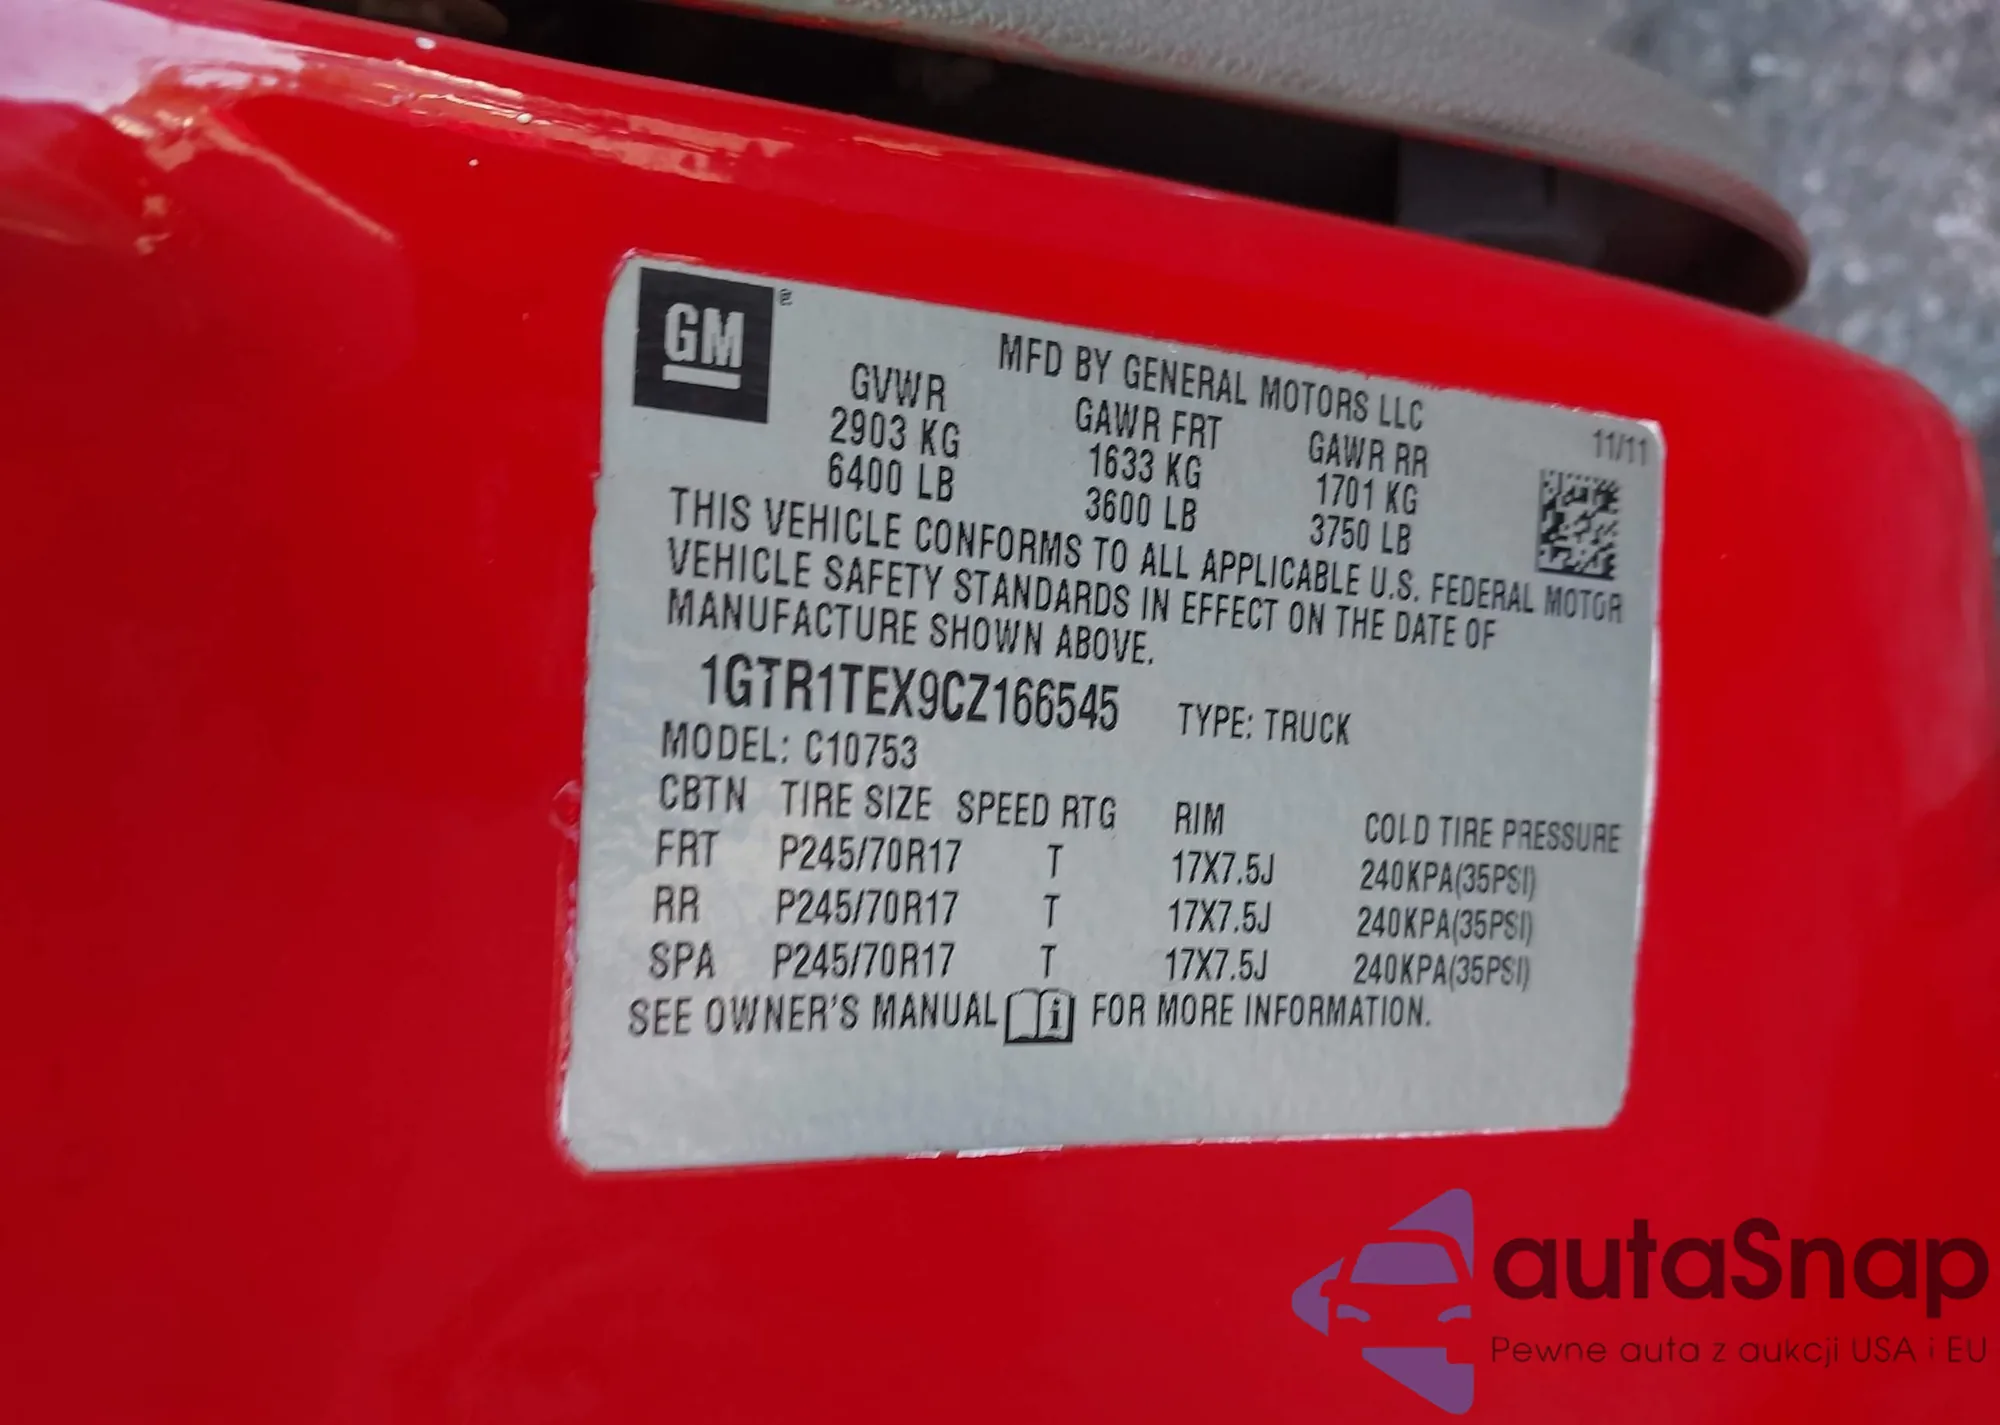 GM
MFD BY GENERAL MOTORS LLC
11/11
GVWR GAWR FRT GAWR RR
2903 KG 1633 KG 1701 KG
6400 LB 3600 LB 3750 LB
THIS VEHICLE CONFORMS TO ALL APPLICABLE U.S. FEDERAL MOTOR
VEHICLE SAFETY STANDARDS IN EFFECT ON THE DATE OF
MANUFACTURE SHOWN ABOVE.
1GTR1TEX9CZ166545 TYPE: TRUCK
MODEL: C10753
CBTN TIRE SIZE SPEED RTG RIM COLD TIRE PRESSURE
FRT P245/70R17 T 17X7.5J 240KPA(35PSI)
RR P245/70R17 T 17X7.5J 240KPA(35PSI)
SPA P245/70R17 T 17X7.5J 240KPA(35PSI)
SEE OWNER'S MANUAL i FOR MORE INFORMATION.
autaSnap
Pewne auta z aukcji USA i EU